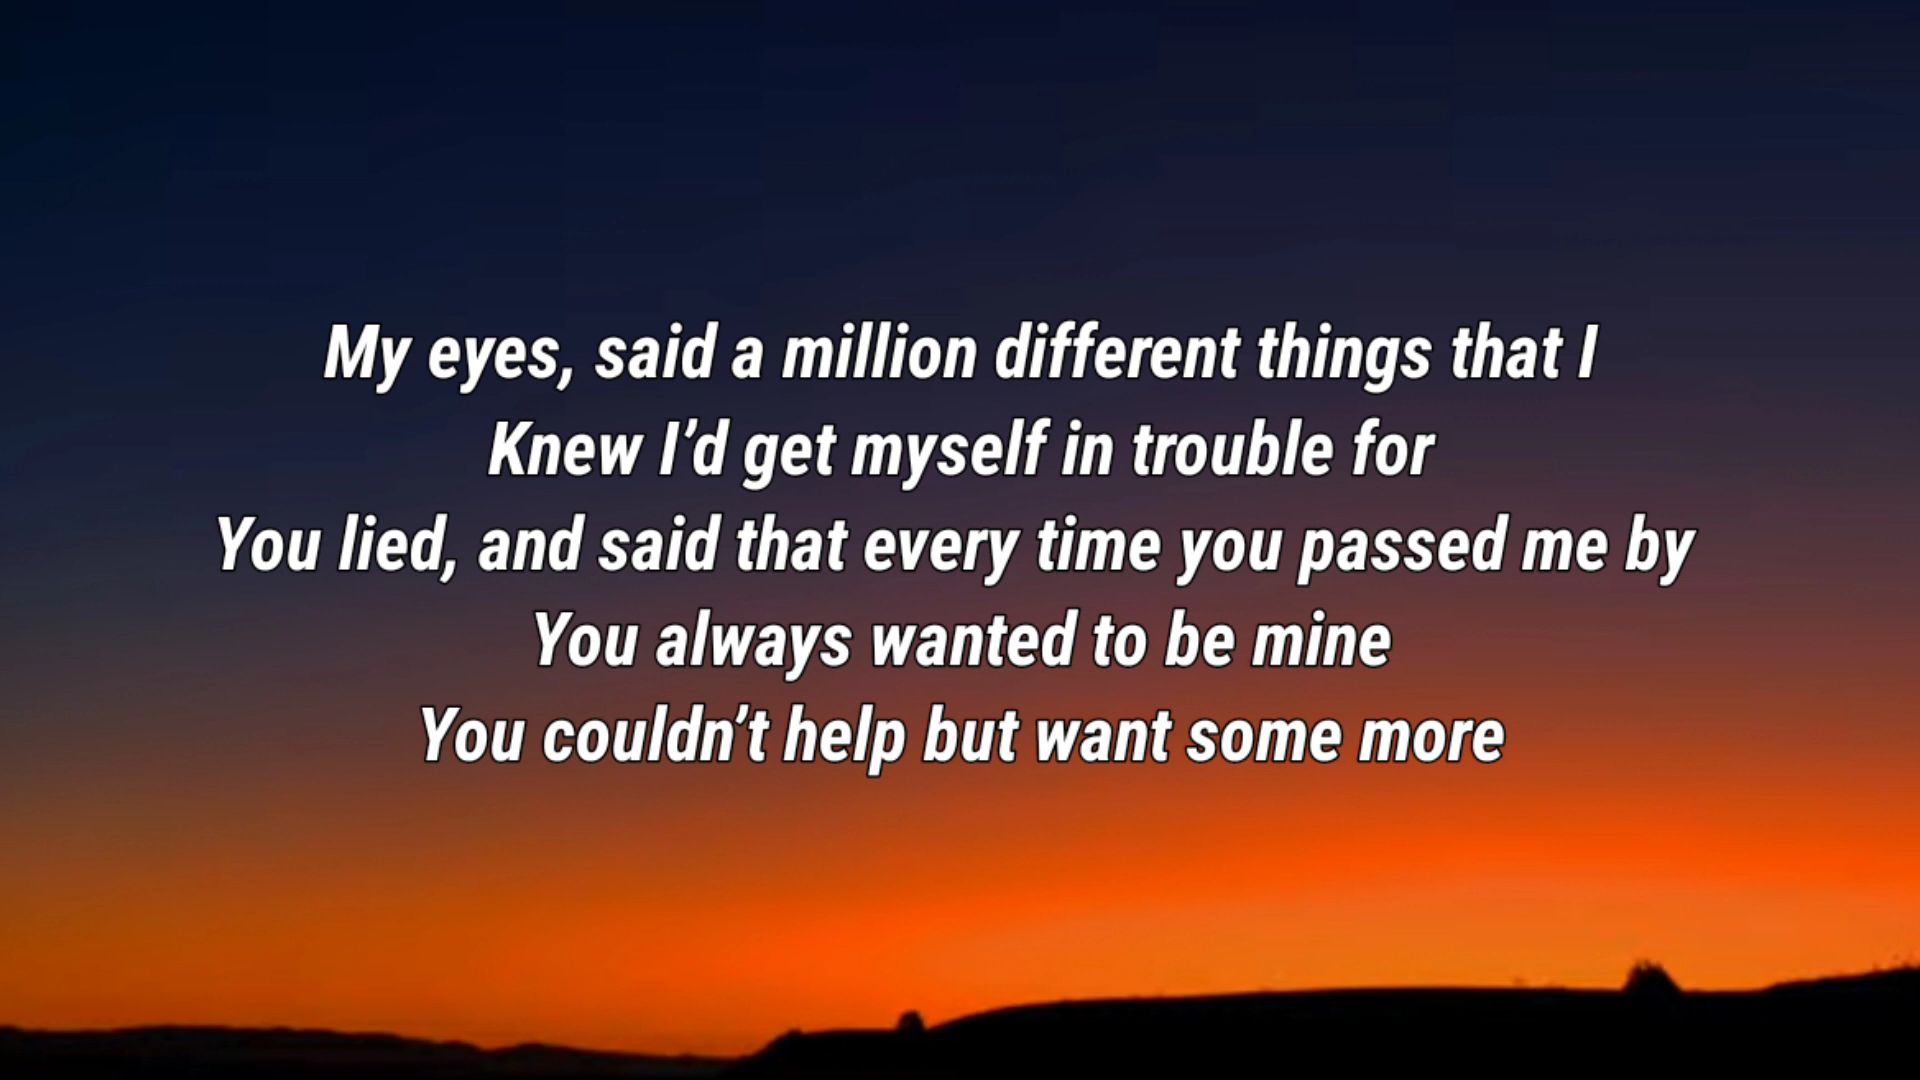 My eyes, said a million different things that I
Knew I’d get myself in trouble for
You lied, and said that every time you passed me by
You always wanted to be mine
You couldn’t help but want some more